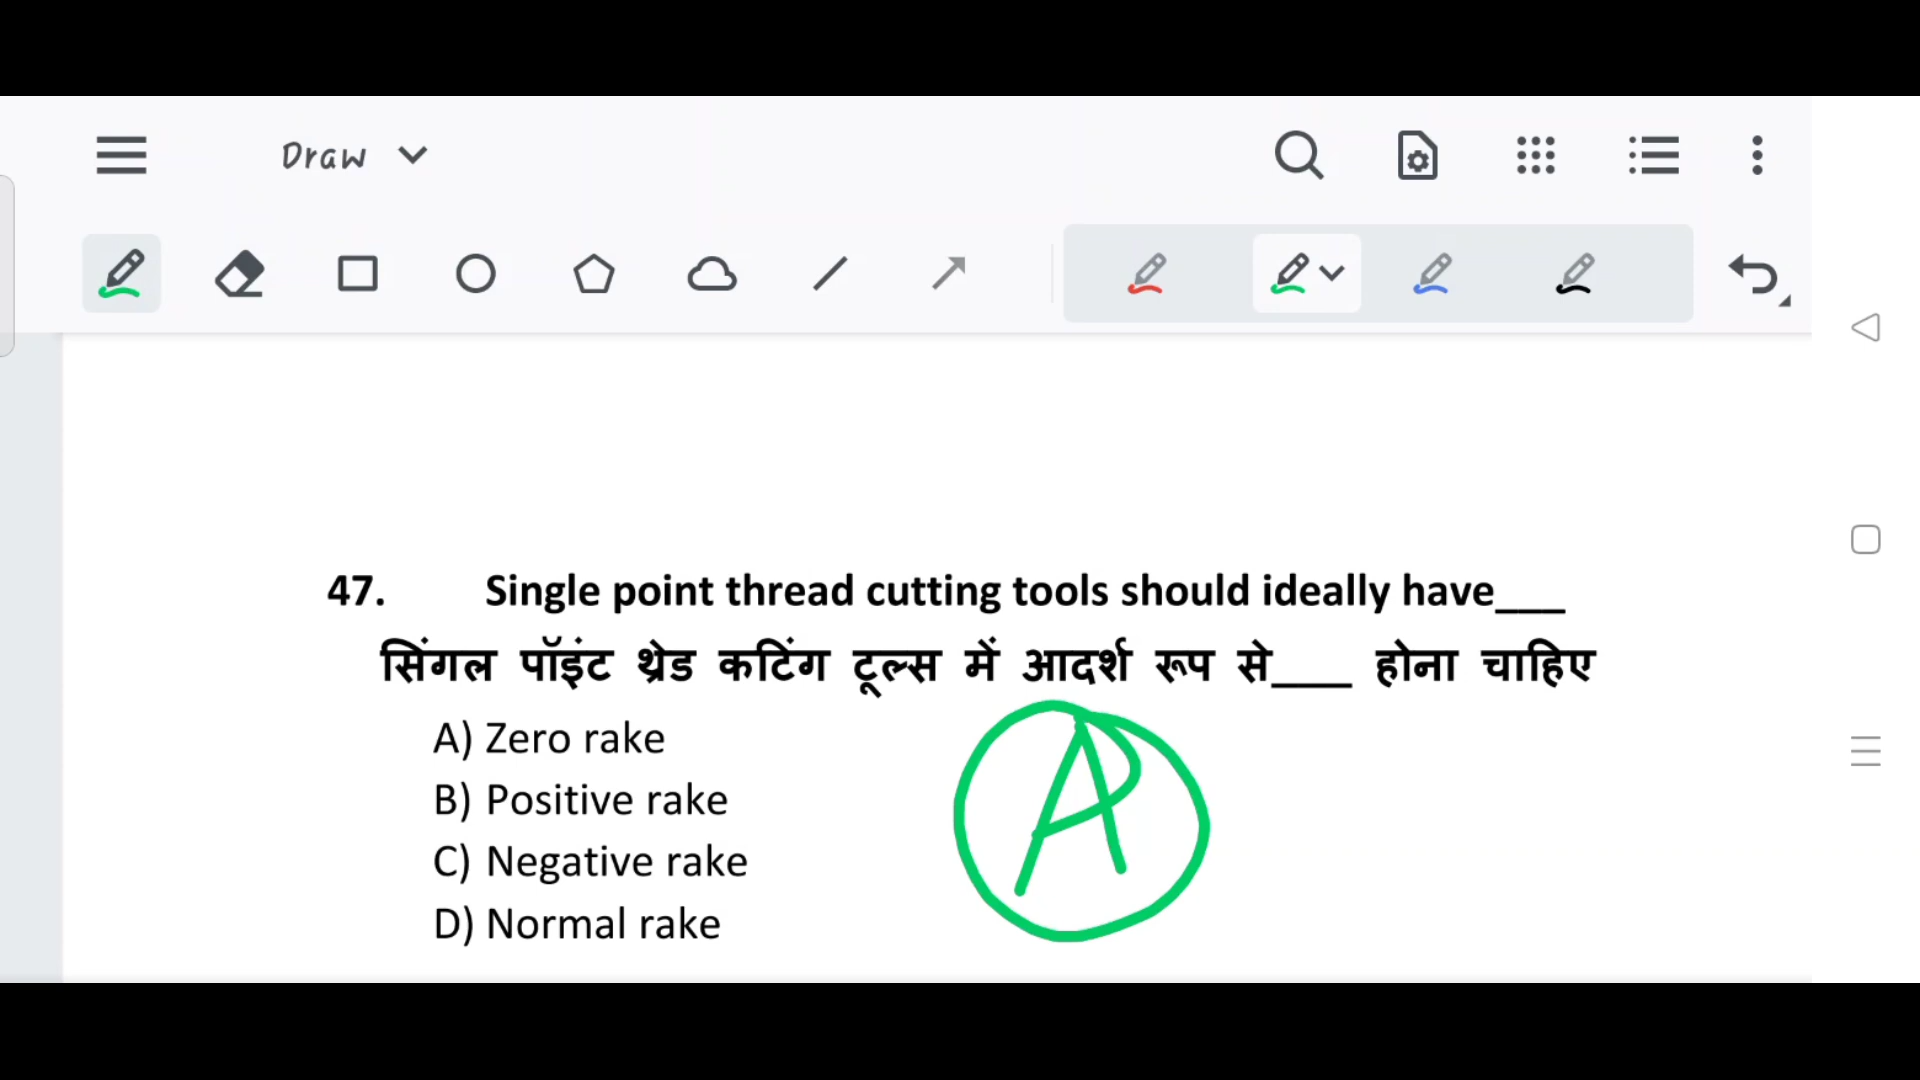 Draw
47. Single point thread cutting tools should ideally have___
सिंगल पॉइंट थ्रेड कटिंग टूल्स में आदर्श रूप से___ होना चाहिए
A) Zero rake
B) Positive rake
C) Negative rake
D) Normal rake
A